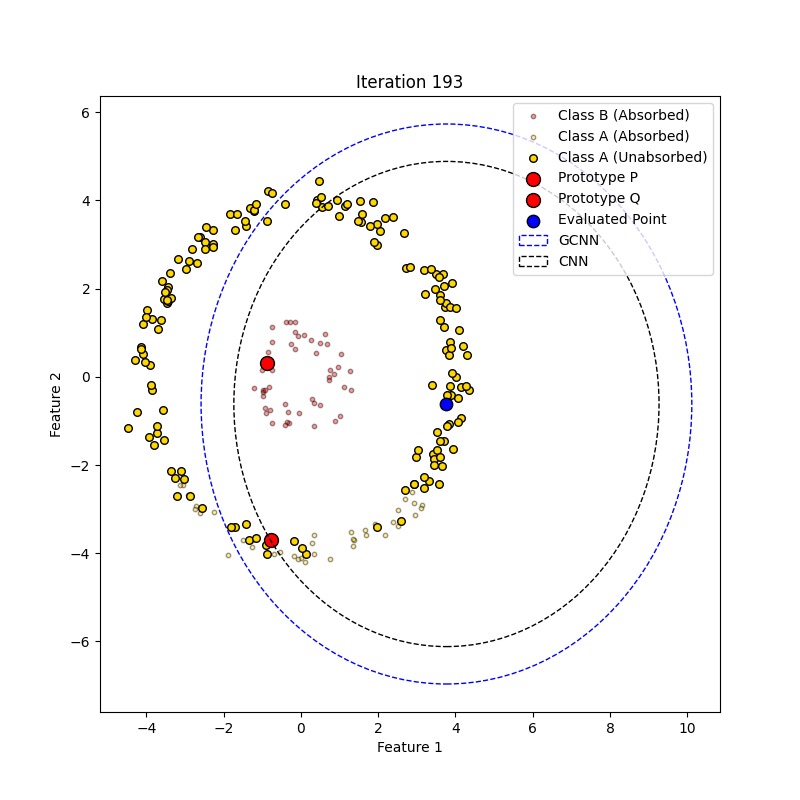 Iteration 193
Class B (Absorbed)
Class A (Absorbed)
Class A (Unabsorbed)
Prototype P
Prototype Q
Evaluated Point
GCNN
CNN
6
4
2
0
−2
−4
−6
Feature 2
−4
−2
0
2
4
6
8
10
Feature 1